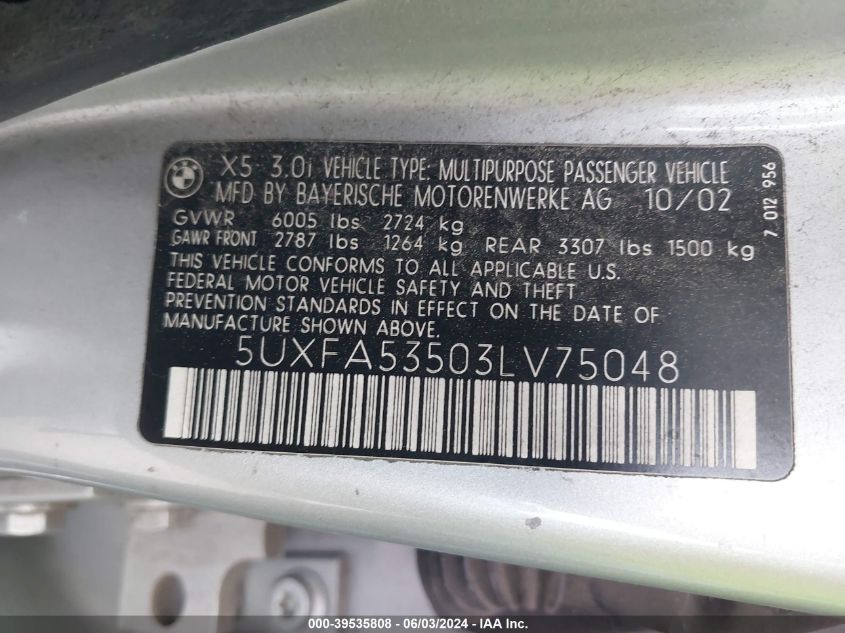 X5 3.0i VEHICLE TYPE: MULTIPURPOSE PASSENGER VEHICLE
MFD BY BAYERISCHE MOTORENWERKE AG 10/02
GVWR 6005 lbs 2724 kg
GAWR FRONT 2787 lbs 1264 kg REAR 3307 lbs 1500 kg
THIS VEHICLE CONFORMS TO ALL APPLICABLE U.S.
FEDERAL MOTOR VEHICLE SAFETY AND THEFT
PREVENTION STANDARDS IN EFFECT ON THE DATE OF
MANUFACTURE SHOWN ABOVE.
5UXFA53503LV75048
7 012 956
000-39535808 - 06/03/2024 - IAA Inc.